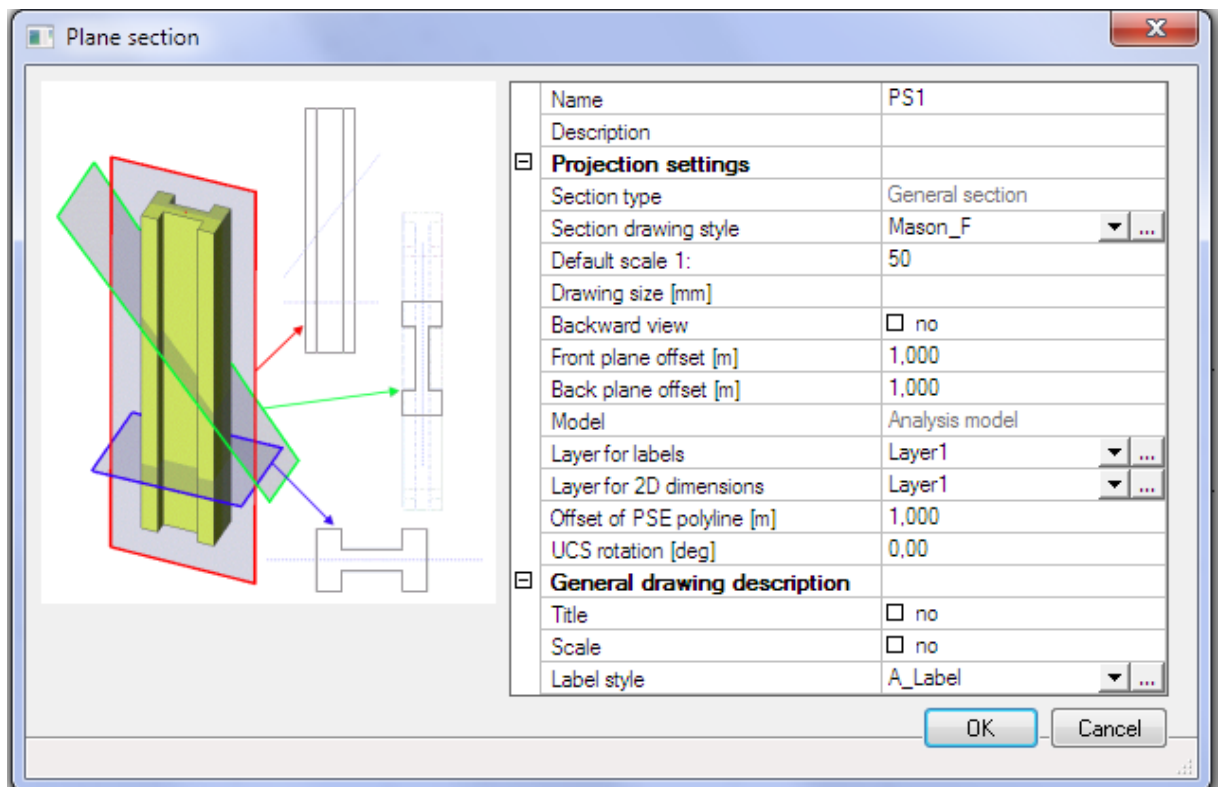 Plane section
Name PS1
Description
Projection settings
Section type General section
Section drawing style Mason_F ...
Default scale 1: 50
Drawing size [mm]
Backward view no
Front plane offset [m] 1,000
Back plane offset [m] 1,000
Model Analysis model
Layer for labels Layer1 ...
Layer for 2D dimensions Layer1 ...
Offset of PSE polyline [m] 1,000
UCS rotation [deg] 0,00
General drawing description
Title no
Scale no
Label style A_Label ...
OK Cancel